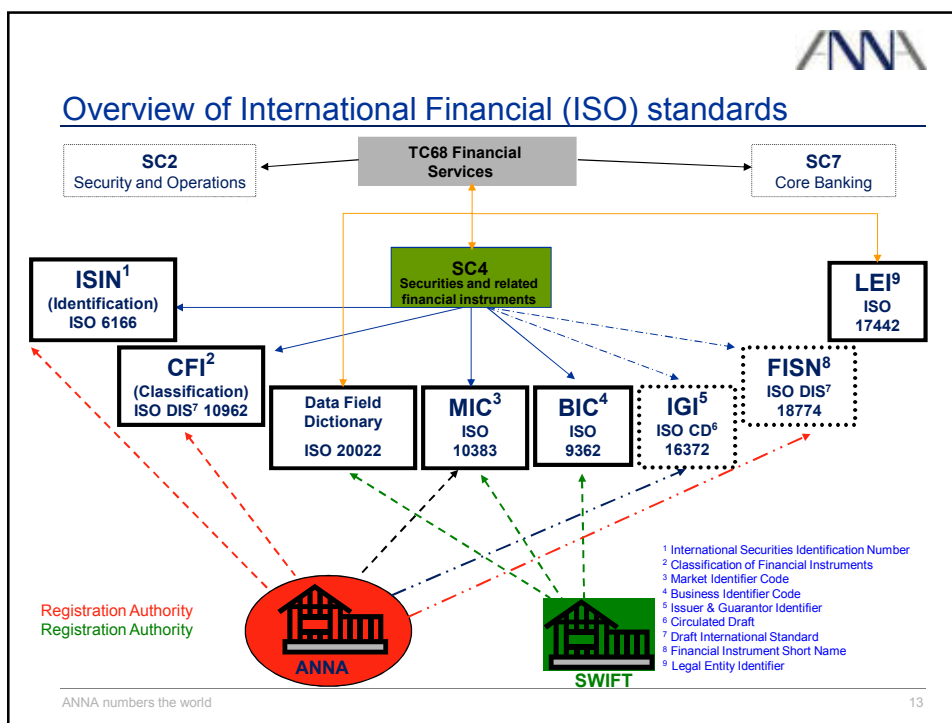 ANNA
Overview of International Financial (ISO) standards
SC2
Security and Operations
TC68 Financial
Services
SC7
Core Banking
SC4
Securities and related
financial instruments
ISIN¹
(Identification)
ISO 6166
LEI⁹
ISO
17442
CFI²
(Classification)
ISO DIS⁷ 10962
Data Field
Dictionary
ISO 20022
MIC³
ISO
10383
BIC⁴
ISO
9362
IGI⁵
ISO CD⁶
16372
FISN⁸
ISO DIS⁷
18774
¹ International Securities Identification Number
² Classification of Financial Instruments
³ Market Identifier Code
⁴ Business Identifier Code
⁵ Issuer & Guarantor Identifier
⁶ Circulated Draft
⁷ Draft International Standard
⁸ Financial Instrument Short Name
⁹ Legal Entity Identifier
Registration Authority
Registration Authority
ANNA
SWIFT
ANNA numbers the world
13